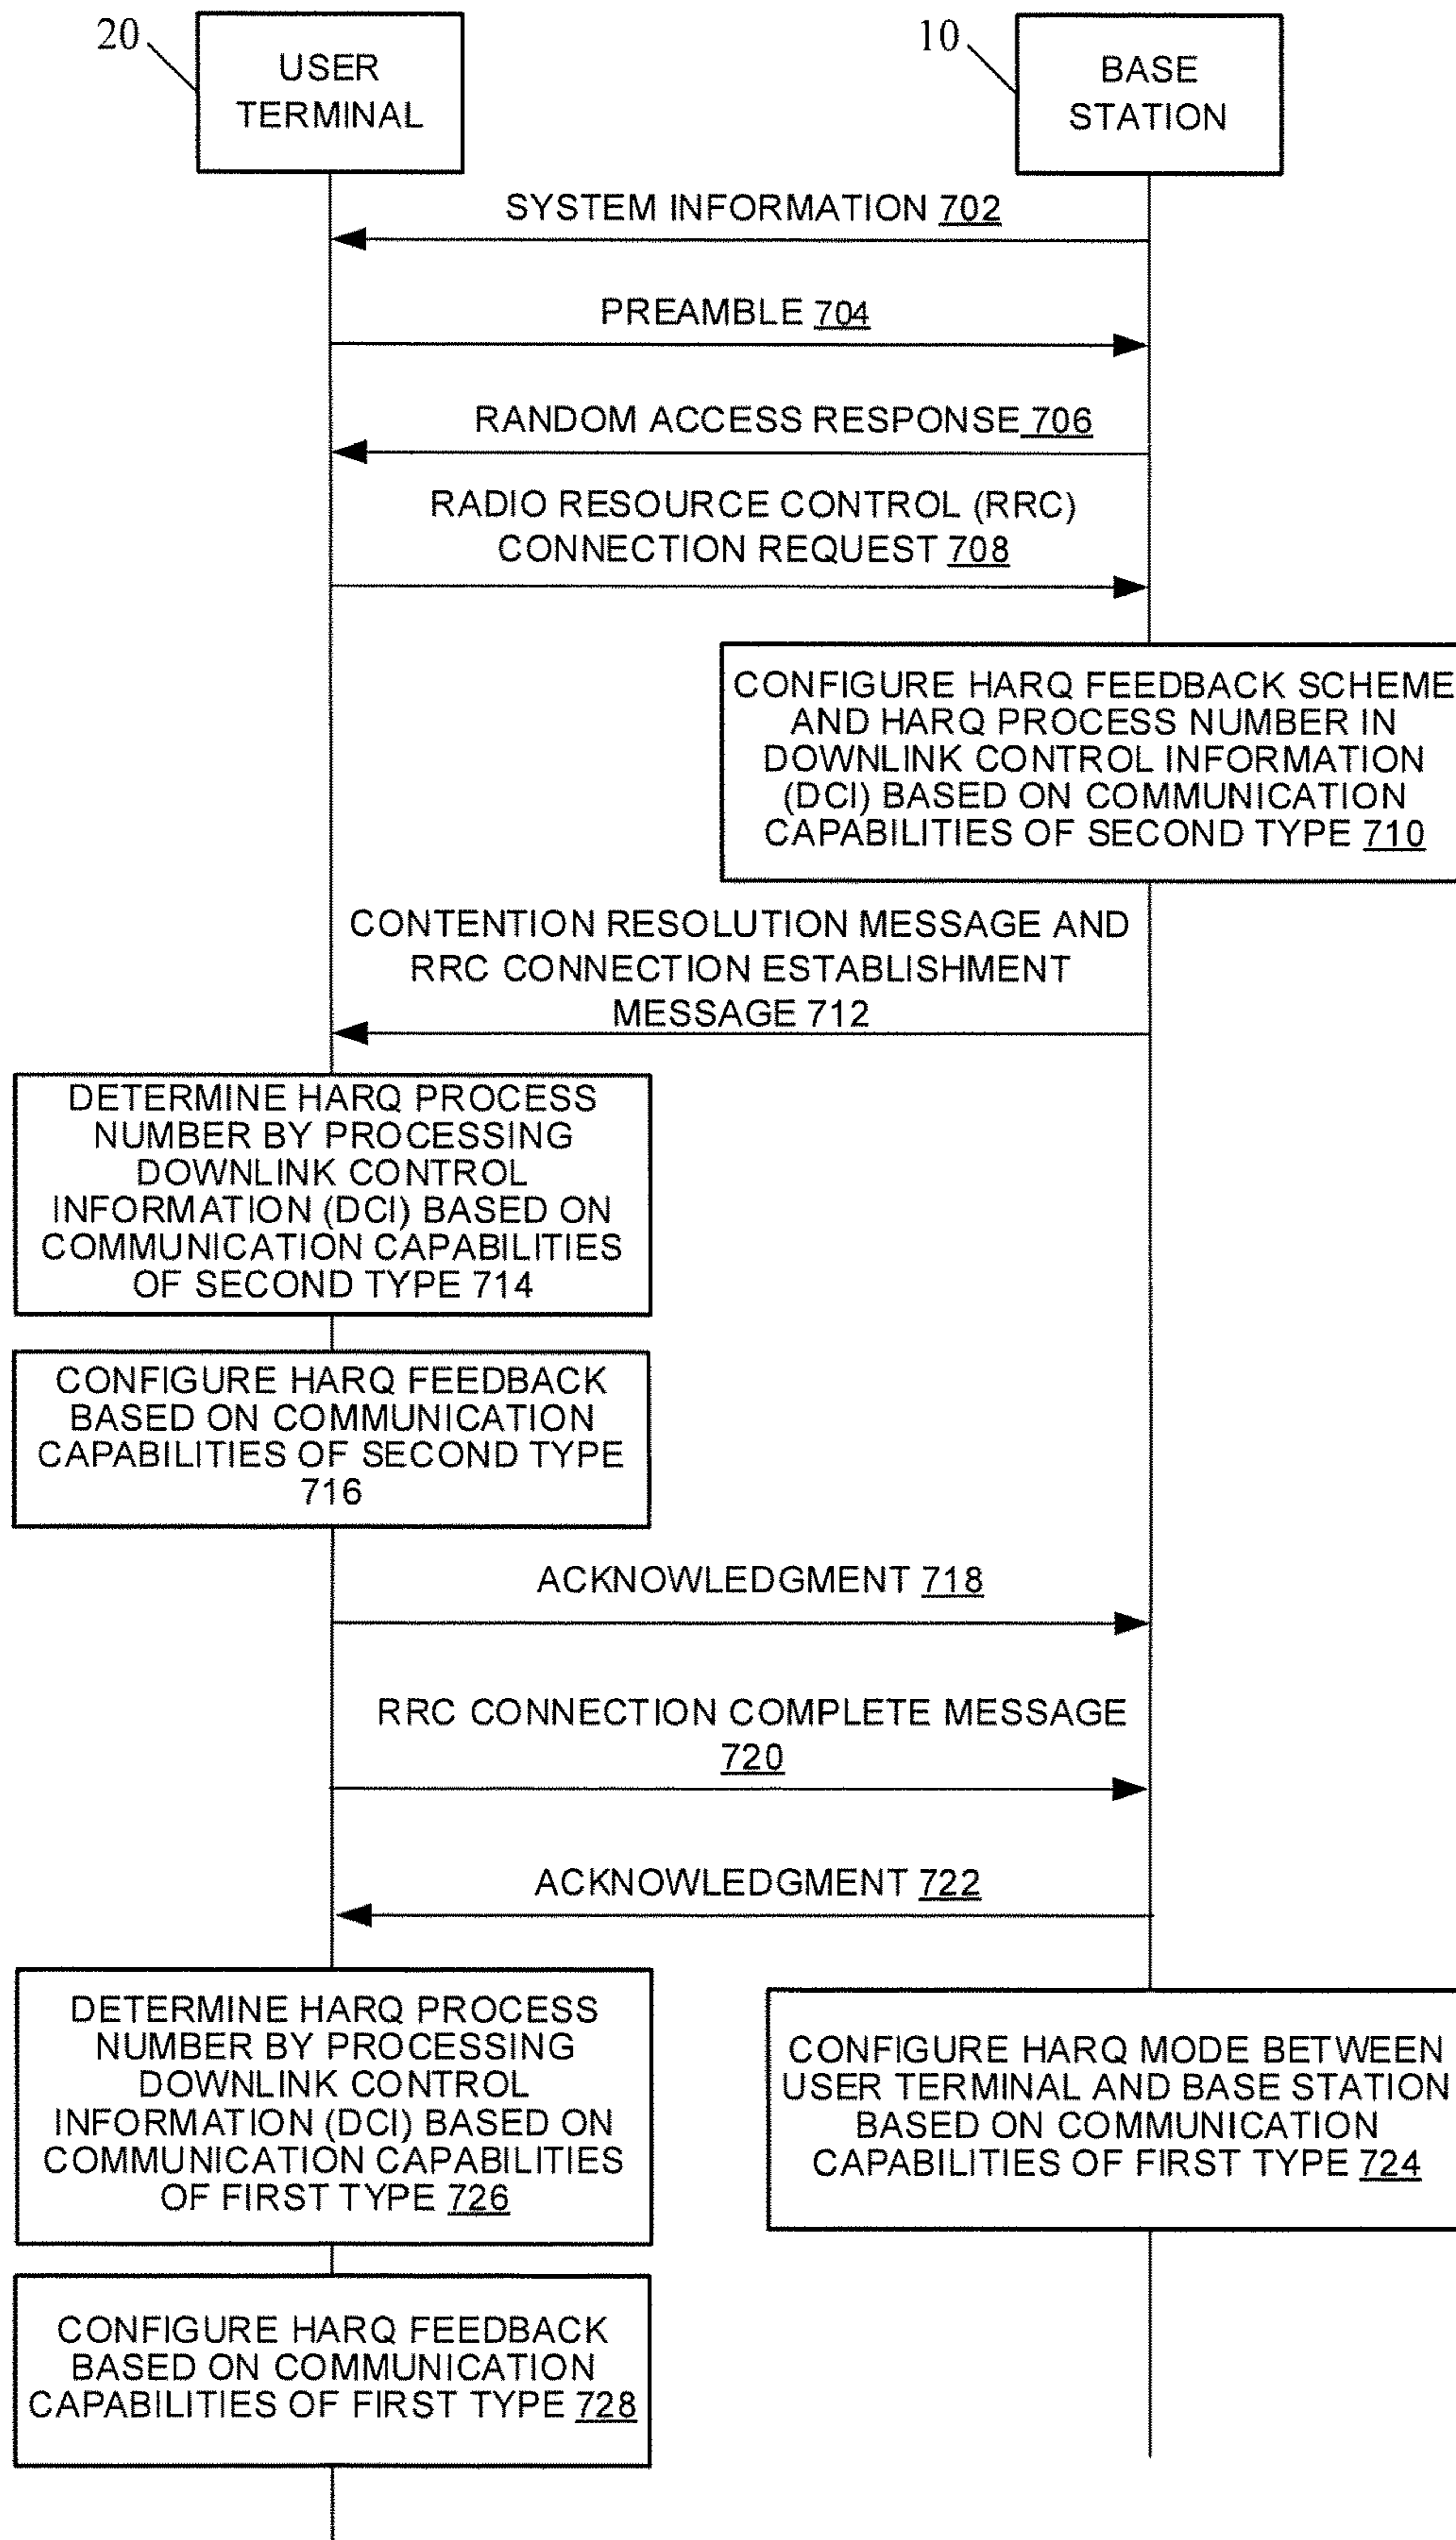 20
USER
TERMINAL
10
BASE
STATION
SYSTEM INFORMATION 702
PREAMBLE 704
RANDOM ACCESS RESPONSE 706
RADIO RESOURCE CONTROL (RRC)
CONNECTION REQUEST 708
CONFIGURE HARQ FEEDBACK SCHEME
AND HARQ PROCESS NUMBER IN
DOWNLINK CONTROL INFORMATION
(DCI) BASED ON COMMUNICATION
CAPABILITIES OF SECOND TYPE 710
CONTENTION RESOLUTION MESSAGE AND
RRC CONNECTION ESTABLISHMENT
MESSAGE 712
DETERMINE HARQ PROCESS
NUMBER BY PROCESSING
DOWNLINK CONTROL
INFORMATION (DCI) BASED ON
COMMUNICATION CAPABILITIES
OF SECOND TYPE 714
CONFIGURE HARQ FEEDBACK
BASED ON COMMUNICATION
CAPABILITIES OF SECOND TYPE
716
ACKNOWLEDGMENT 718
RRC CONNECTION COMPLETE MESSAGE
720
ACKNOWLEDGMENT 722
DETERMINE HARQ PROCESS
NUMBER BY PROCESSING
DOWNLINK CONTROL
INFORMATION (DCI) BASED ON
COMMUNICATION CAPABILITIES
OF FIRST TYPE 726
CONFIGURE HARQ MODE BETWEEN
USER TERMINAL AND BASE STATION
BASED ON COMMUNICATION
CAPABILITIES OF FIRST TYPE 724
CONFIGURE HARQ FEEDBACK
BASED ON COMMUNICATION
CAPABILITIES OF FIRST TYPE 728